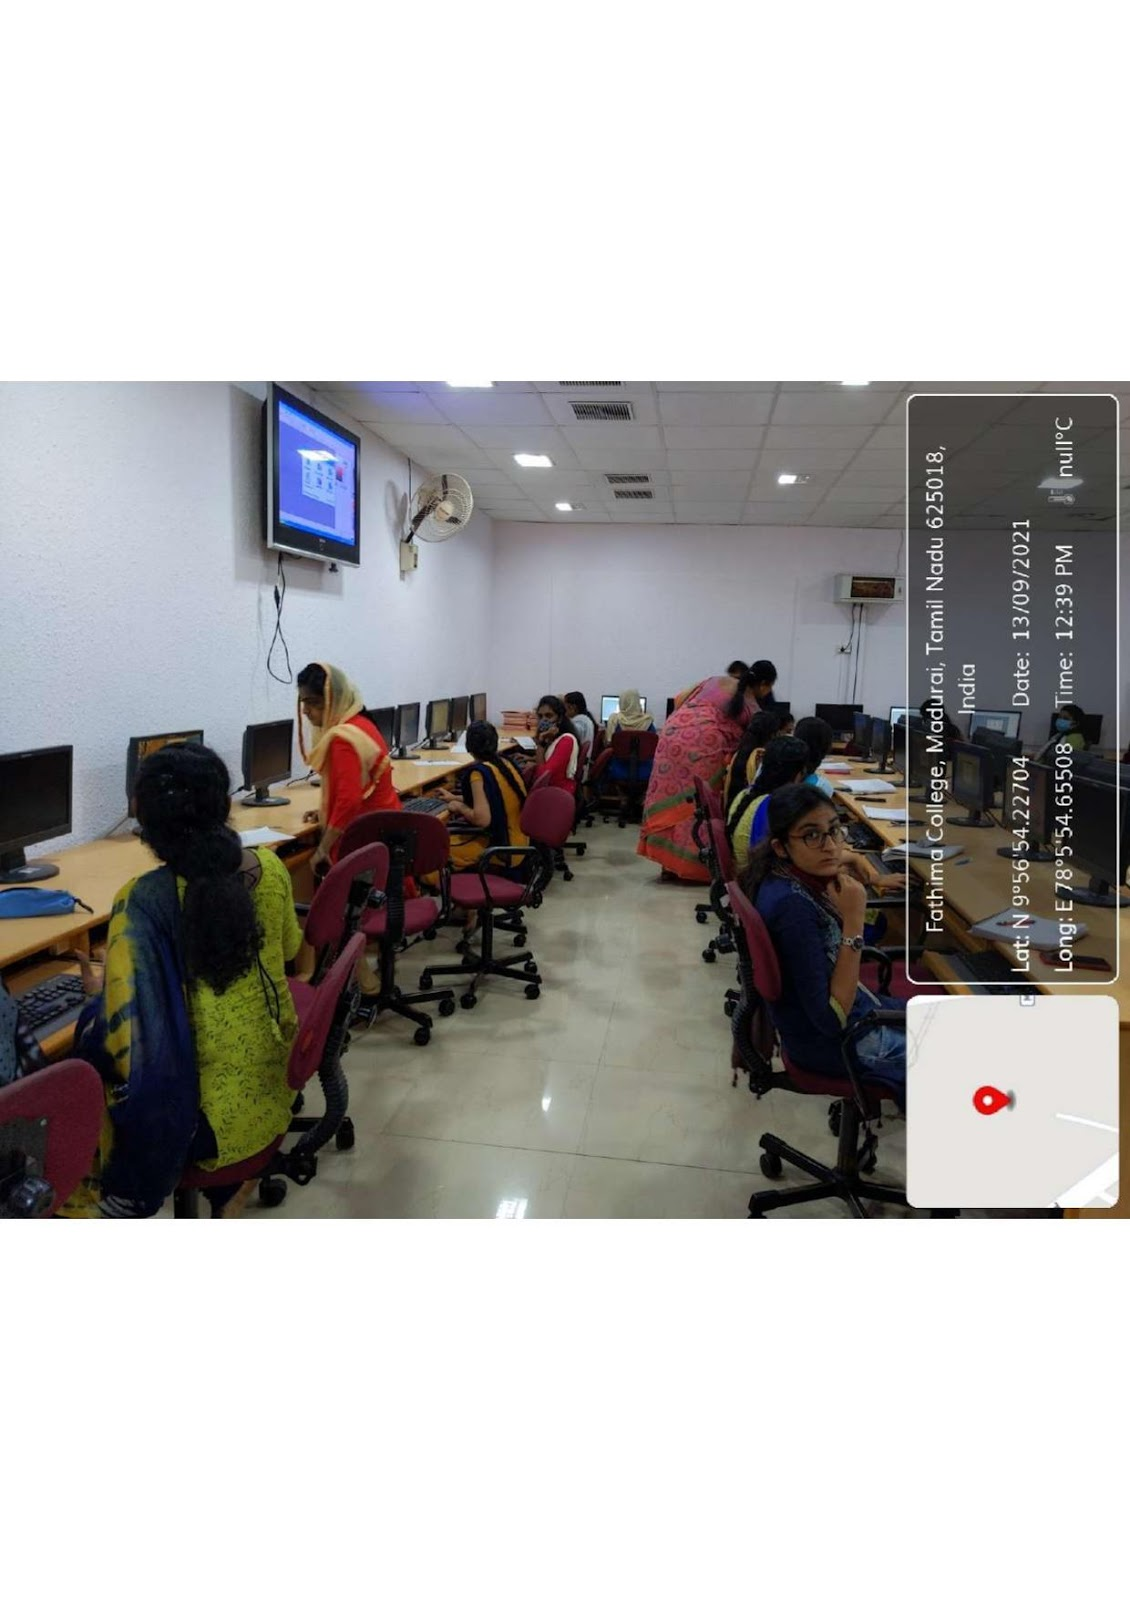 Fathima College, Madurai, Tamil Nadu 625018,
India
Lat: N 9°56'54.22704 Date: 13/09/2021
Long: E 78°5'54.65508 Time: 12:39 PM null°C